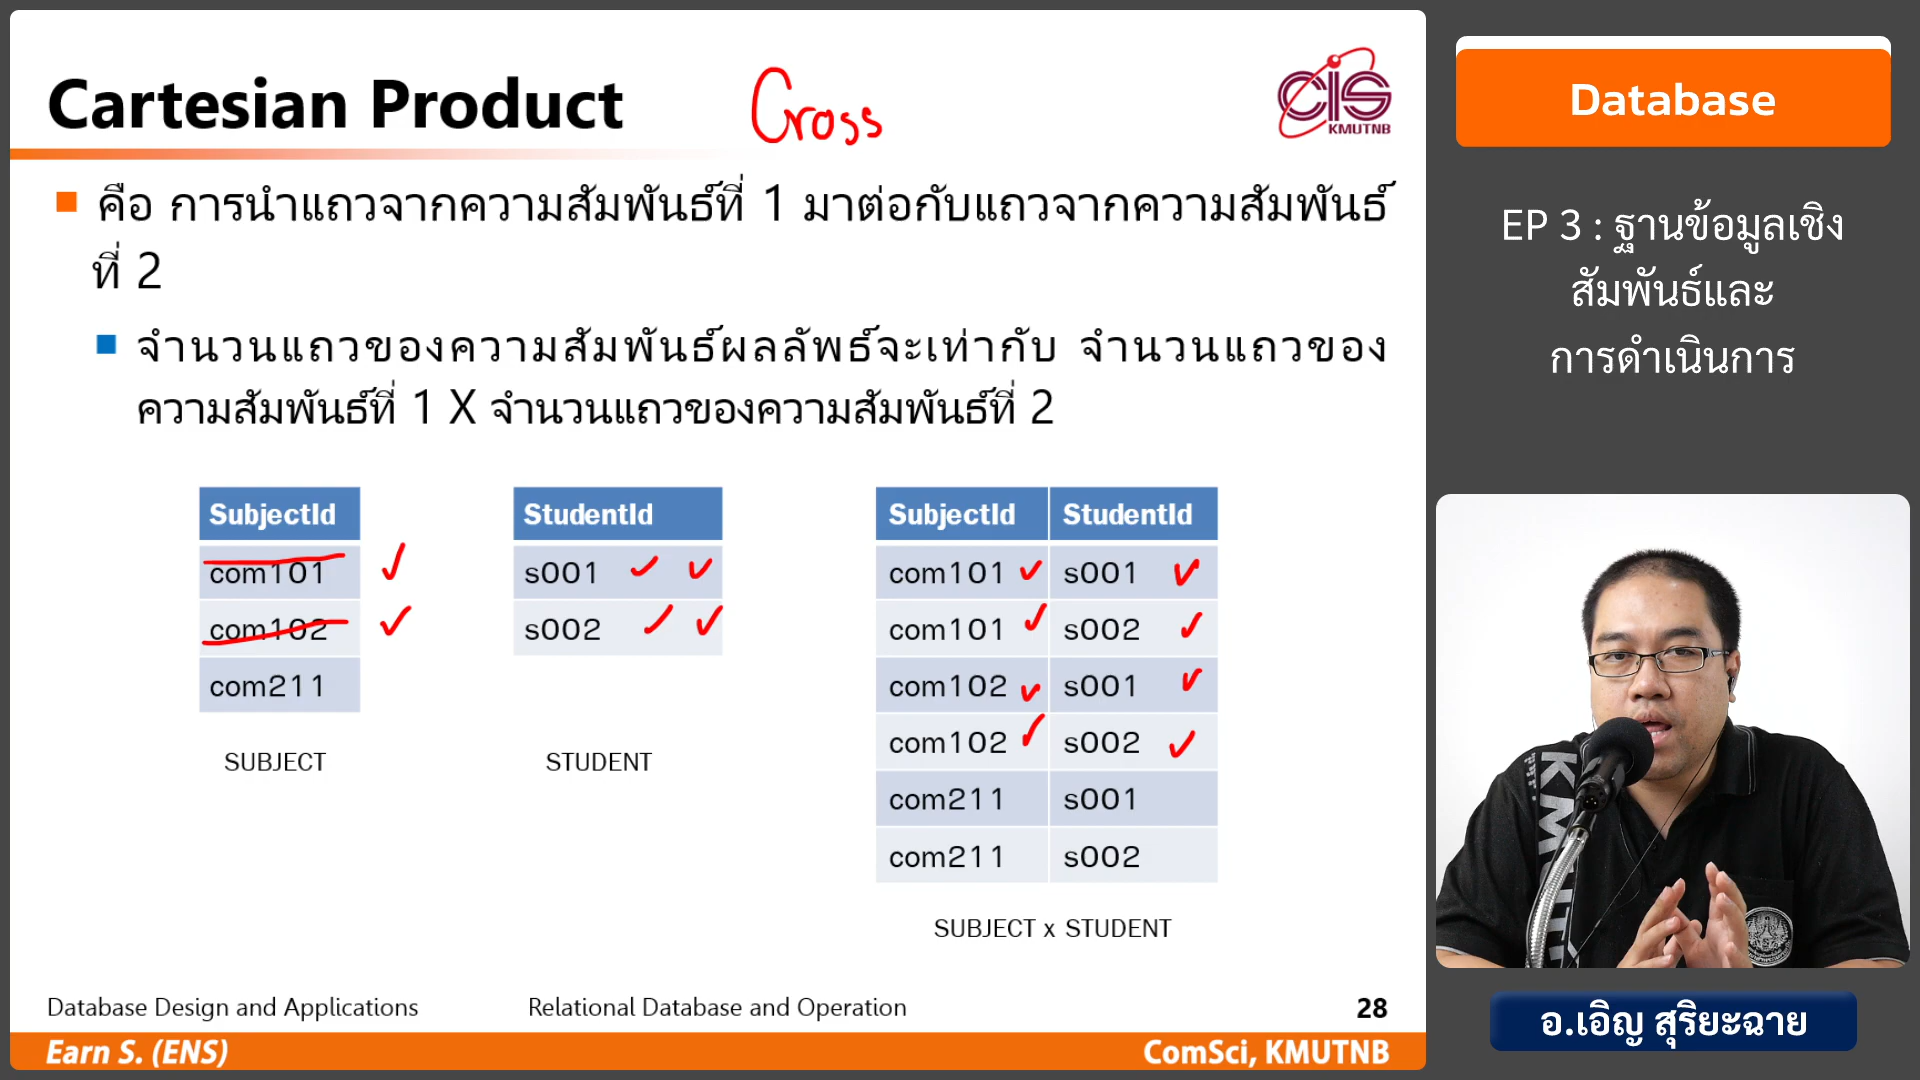 Cartesian Product
Cross
CIS
KMUTNB
คือ การนำแถวจากความสัมพันธ์ที่ 1 มาต่อกับแถวจากความสัมพันธ์
ที่ 2
จำนวนแถวของความสัมพันธ์ผลลัพธ์จะเท่ากับ จำนวนแถวของ
ความสัมพันธ์ที่ 1 X จำนวนแถวของความสัมพันธ์ที่ 2
SubjectId
com101
com102
com211
SUBJECT
StudentId
s001
s002
STUDENT
SubjectId StudentId
com101 s001
com101 s002
com102 s001
com102 s002
com211 s001
com211 s002
SUBJECT x STUDENT
Database Design and Applications
Relational Database and Operation
28
Earn S. (ENS)
ComSci, KMUTNB
Database
EP 3 : ฐานข้อมูลเชิง
สัมพันธ์และ
การดำเนินการ
อ.เอิญ สุริยะฉาย